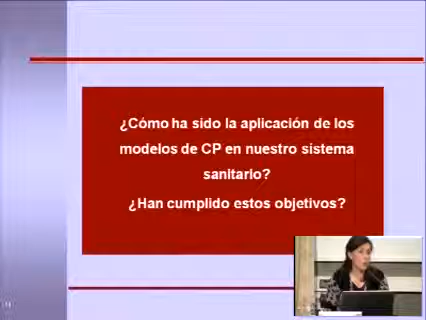 ¿Cómo ha sido la aplicación de los
modelos de CP en nuestro sistema
sanitario?
¿Han cumplido estos objetivos?